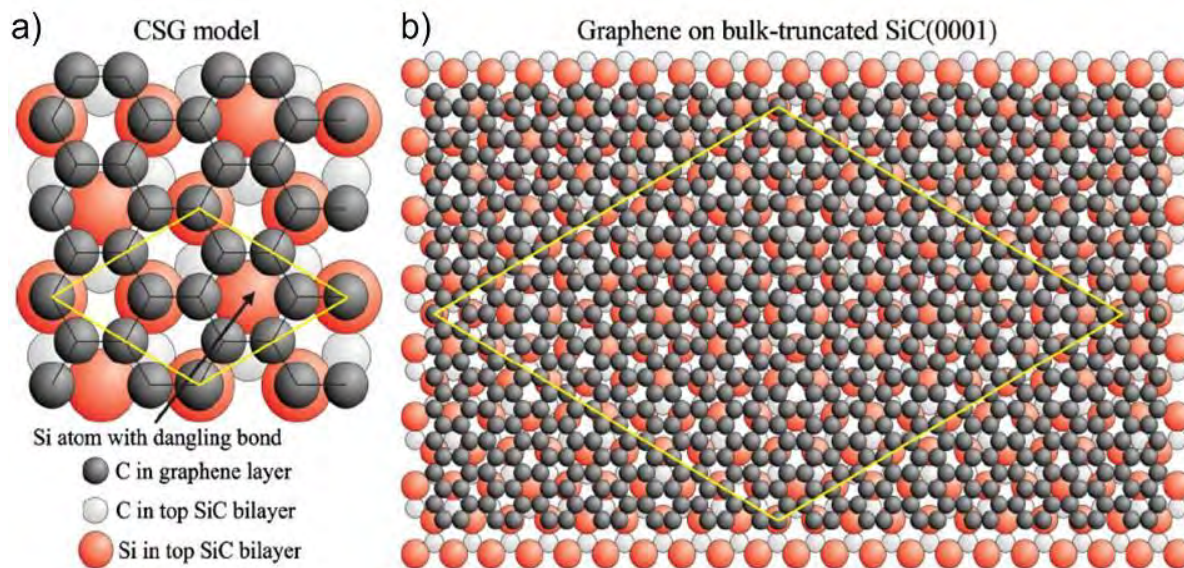 a)
CSG model
b)
Graphene on bulk-truncated SiC(0001)
Si atom with dangling bond
C in graphene layer
C in top SiC bilayer
Si in top SiC bilayer